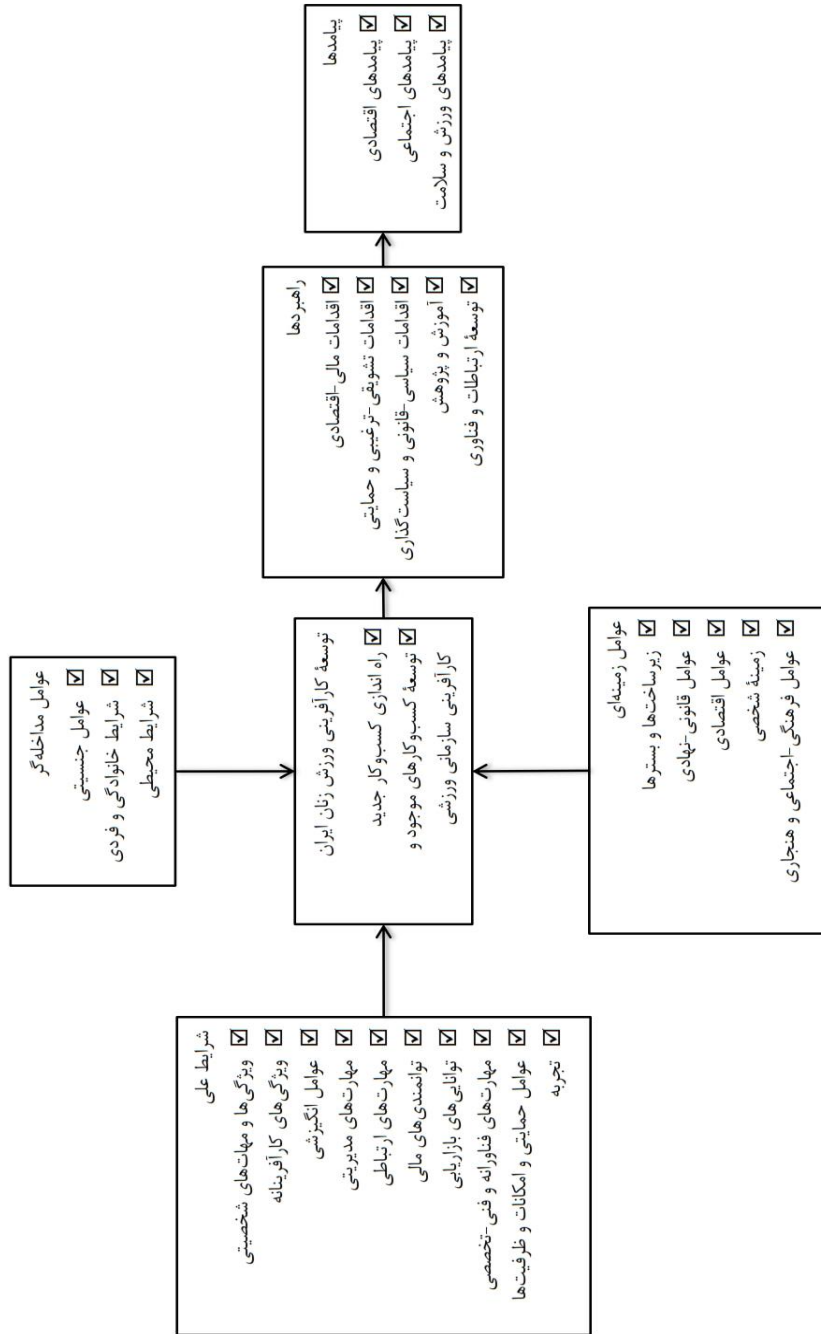 شرایط علی
ویژگی‌ها و مهات‌های شخصیتی
ویژگی‌های کارآفرینانه
عوامل انگیزشی
مهارت‌های مدیریتی
مهارت‌های ارتباطی
توانمندی‌های مالی
توانایی‌های بازاریابی
مهارت‌های فناورانه و فنی-تخصصی
عوامل حمایتی و امکانات و ظرفیت‌ها
تجربه
عوامل مداخله‌گر
عوامل جنسیتی
شرایط خانوادگی و فردی
شرایط محیطی
توسعهٔ کارآفرینی ورزش زنان ایران
راه اندازی کسب‌وکار جدید
توسعهٔ کسب‌وکارهای موجود و
کارآفرینی سازمانی ورزشی
عوامل زمینه‌ای
زیرساخت‌ها و بسترها
عوامل قانونی-نهادی
عوامل اقتصادی
زمینهٔ شخصی
عوامل فرهنگی-اجتماعی و هنجاری
راهبردها
اقدامات مالی-اقتصادی
اقدامات تشویقی-ترغیبی و حمایتی
اقدامات سیاسی-قانونی و سیاست‌گذاری
آموزش و پژوهش
توسعهٔ ارتباطات و فناوری
پیامدها
پیامدهای اقتصادی
پیامدهای اجتماعی
پیامدهای ورزش و سلامت